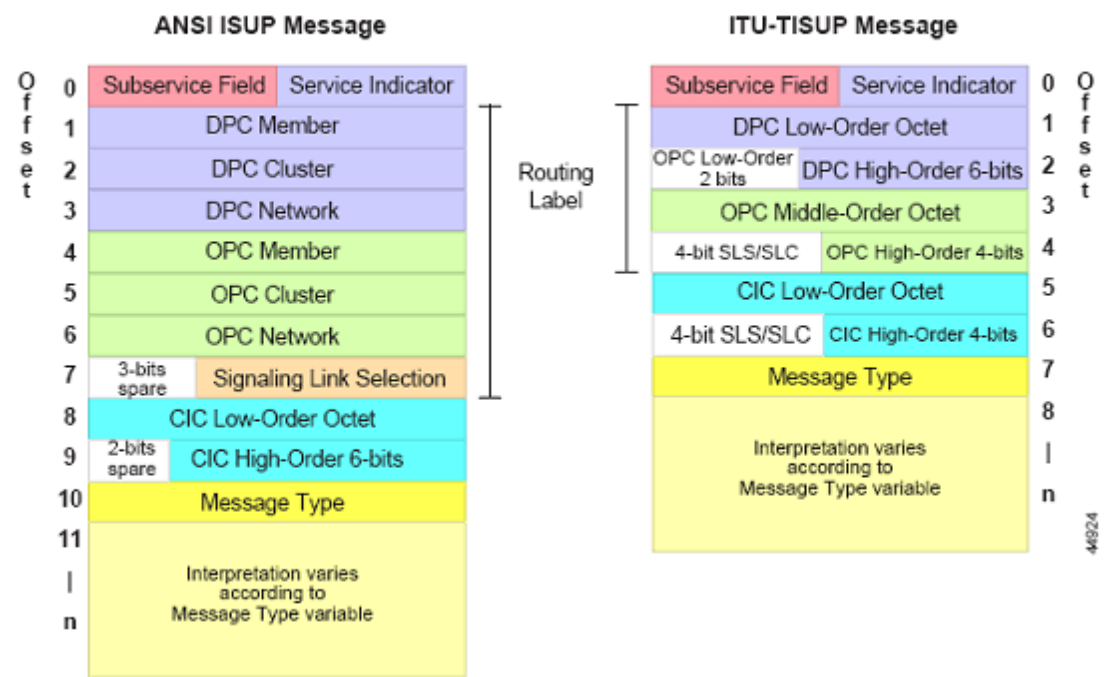 ANSI ISUP Message
Offset
0 Subservice Field Service Indicator
1 DPC Member
2 DPC Cluster
3 DPC Network
4 OPC Member
5 OPC Cluster
6 OPC Network
7 3-bits spare Signaling Link Selection
8 CIC Low-Order Octet
9 2-bits spare CIC High-Order 6-bits
10 Message Type
11
|
n
Interpretation varies
according to
Message Type variable
Routing
Label
ITU-TISUP Message
Offset
Subservice Field Service Indicator 0
DPC Low-Order Octet 1
OPC Low-Order 2 bits DPC High-Order 6-bits 2
OPC Middle-Order Octet 3
4-bit SLS/SLC OPC High-Order 4-bits 4
CIC Low-Order Octet 5
4-bit SLS/SLC CIC High-Order 4-bits 6
Message Type 7
8
|
n
Interpretation varies
according to
Message Type variable
44924